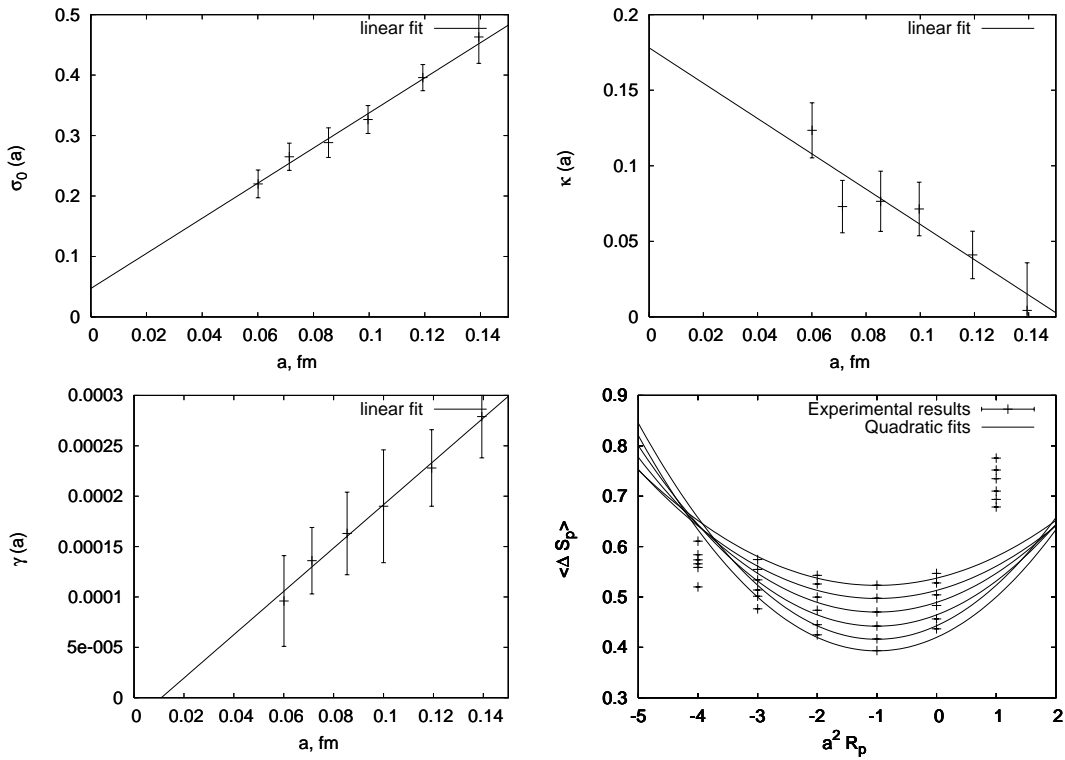 0.5
0.4
0.3
0.2
0.1
0
0 0.02 0.04 0.06 0.08 0.1 0.12 0.14
σ0 (a)
a, fm
linear fit
0.2
0.15
0.1
0.05
0
0 0.02 0.04 0.06 0.08 0.1 0.12 0.14
κ (a)
a, fm
linear fit
0.0003
0.00025
0.0002
0.00015
0.0001
5e-005
0
0 0.02 0.04 0.06 0.08 0.1 0.12 0.14
γ (a)
a, fm
linear fit
0.9
0.8
0.7
0.6
0.5
0.4
0.3
-5 -4 -3 -2 -1 0 1 2
<Δ Sp>
a2 Rp
Experimental results
Quadratic fits